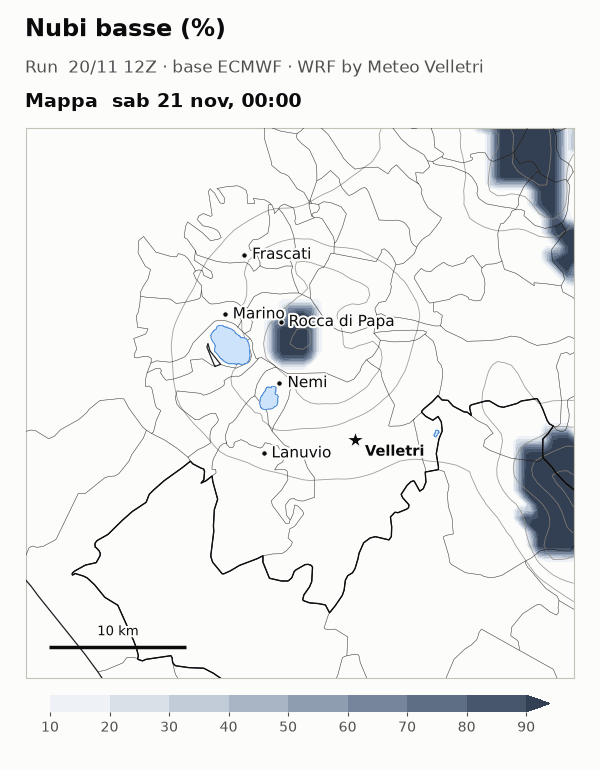 Nubi basse (%)
Run  20/11 12Z · base ECMWF · WRF by Meteo Velletri
Mappa  sab 21 nov, 00:00
Frascati
Marino
Rocca di Papa
Nemi
Velletri
Lanuvio
10 km
10 20 30 40 50 60 70 80 90